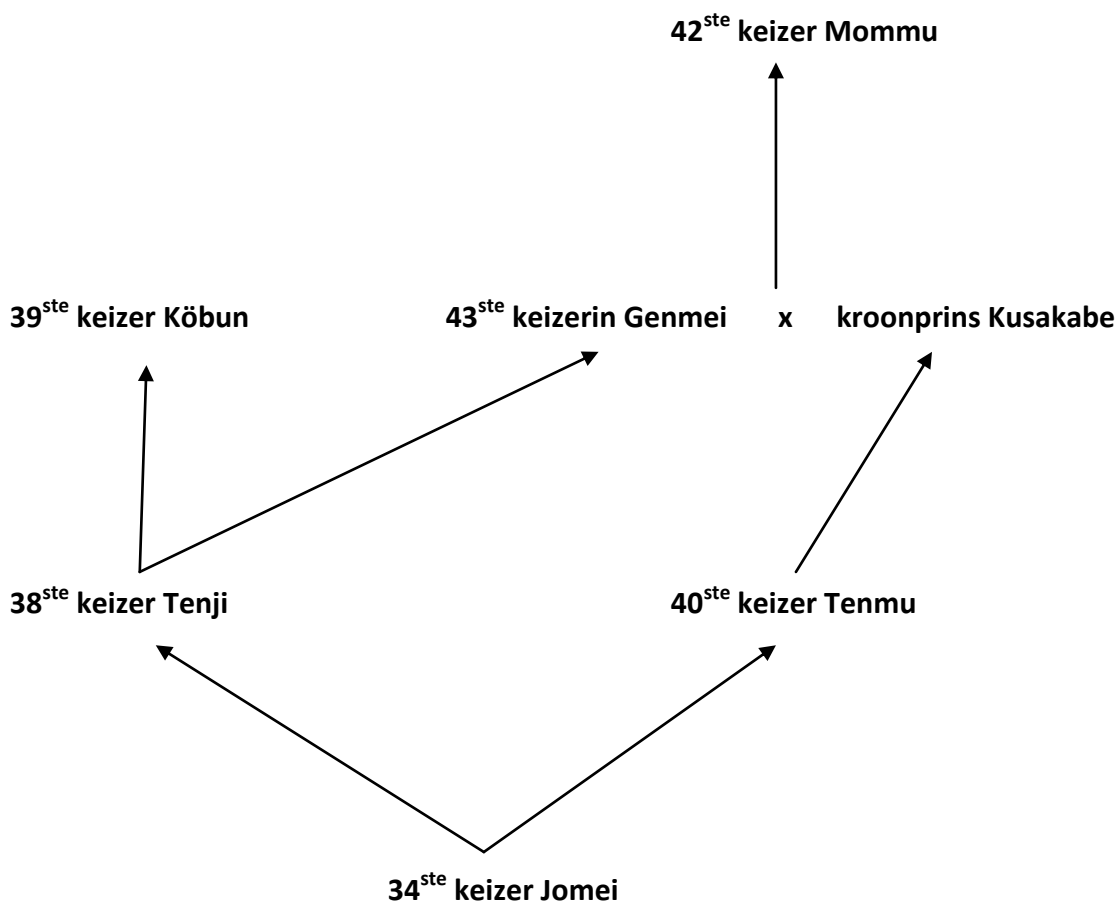 42ste keizer Mommu
39ste keizer Köbun
43ste keizerin Genmei x kroonprins Kusakabe
38ste keizer Tenji
40ste keizer Tenmu
34ste keizer Jomei